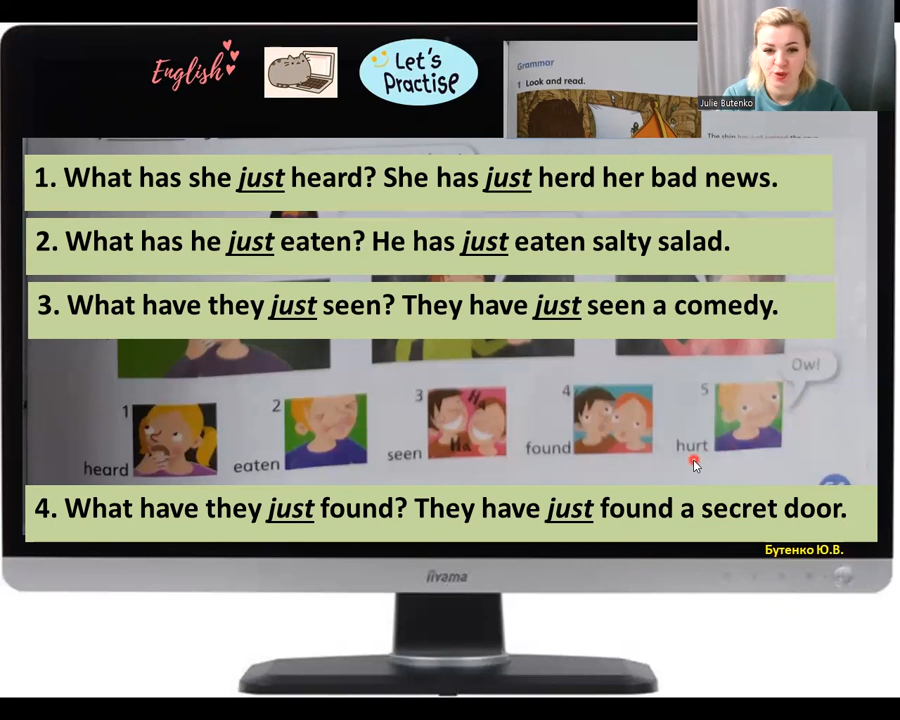 English
Let's
Practise
Grammar
1 Look and read.
Julie Butenko
1. What has she just heard? She has just herd her bad news.
2. What has he just eaten? He has just eaten salty salad.
3. What have they just seen? They have just seen a comedy.
Ow!
1
heard
2
eaten
3
seen
Ha
4
found
5
hurt
4. What have they just found? They have just found a secret door.
Бутенко Ю.В.
iiyama